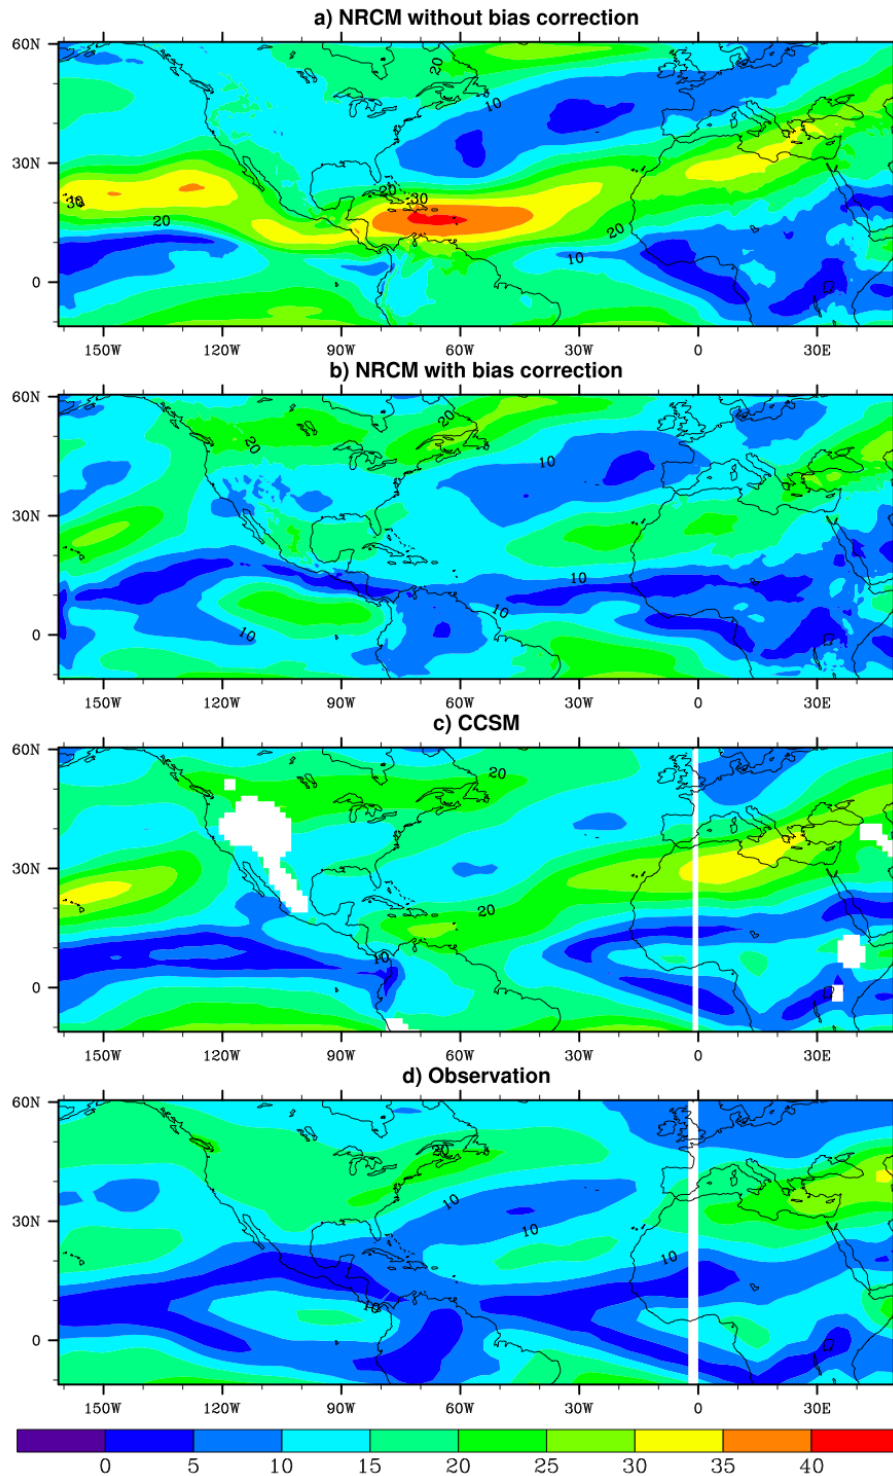 a) NRCM without bias correction
60N
20
10
30N
30
20
30
20
20
10
0
150W 120W 90W 60W 30W 0 30E
b) NRCM with bias correction
60N
20
20
10
30N
10
10
10
0
150W 120W 90W 60W 30W 0 30E
c) CCSM
60N
20
30N
20
10
0
150W 120W 90W 60W 30W 0 30E
d) Observation
60N
20
10
30N
10
10
10
0
150W 120W 90W 60W 30W 0 30E
0 5 10 15 20 25 30 35 40